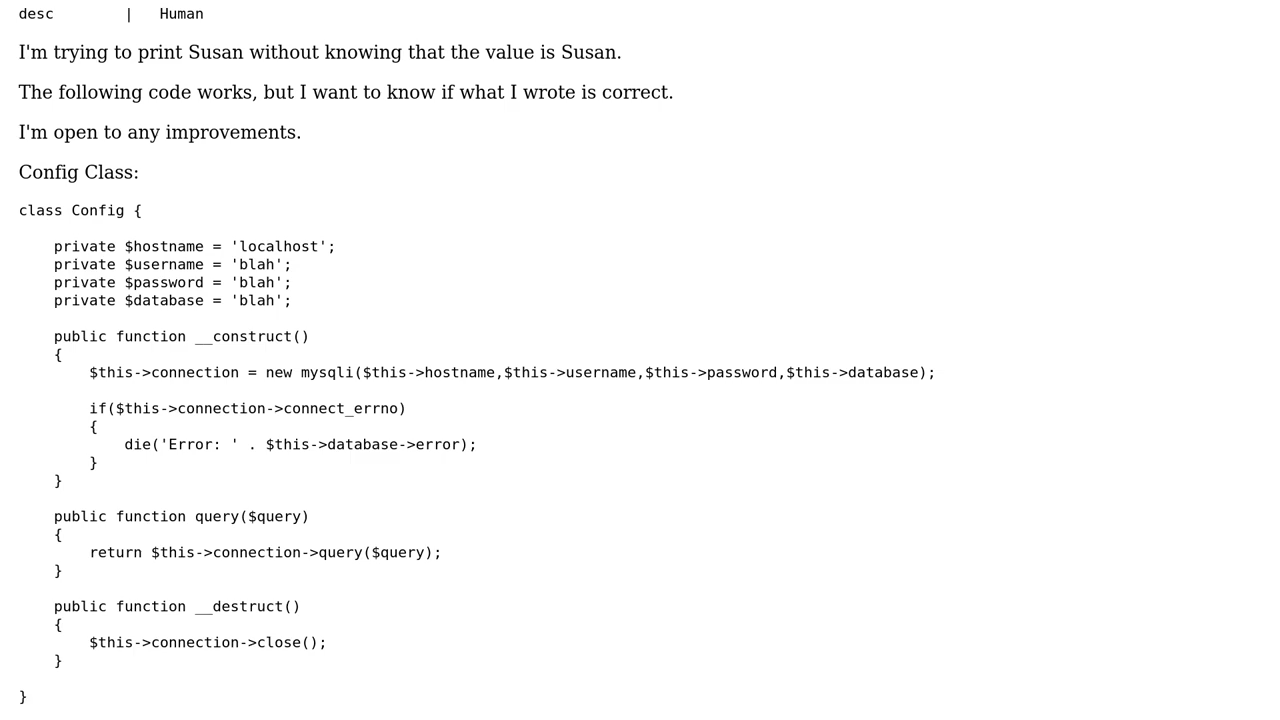 desc        |   Human
I'm trying to print Susan without knowing that the value is Susan.
The following code works, but I want to know if what I wrote is correct.
I'm open to any improvements.
Config Class:
class Config {
    private $hostname = 'localhost';
    private $username = 'blah';
    private $password = 'blah';
    private $database = 'blah';
    public function __construct()
    {
        $this->connection = new mysqli($this->hostname,$this->username,$this->password,$this->database);
        if($this->connection->connect_errno)
        {
            die('Error: ' . $this->database->error);
        }
    }
    public function query($query)
    {
        return $this->connection->query($query);
    }
    public function __destruct()
    {
        $this->connection->close();
    }
}